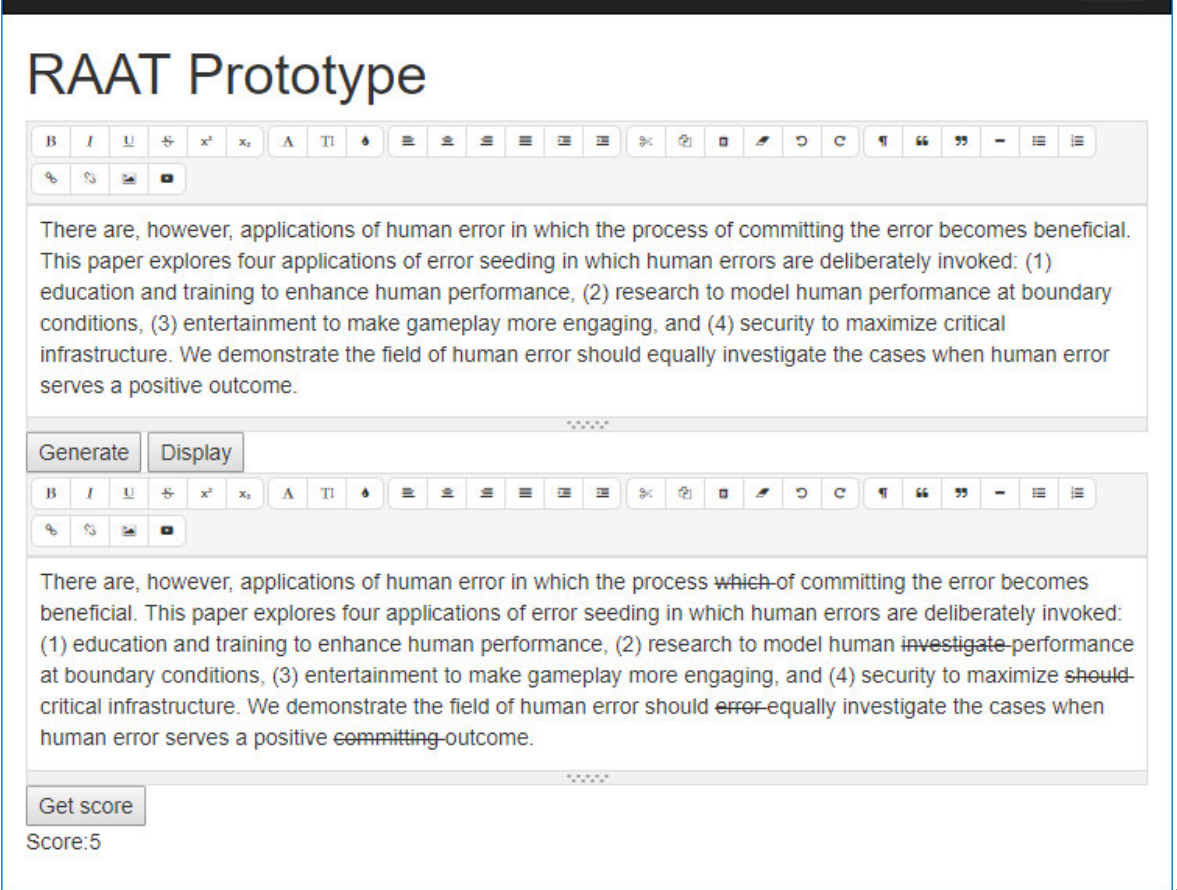 RAAT Prototype
B I U S x² x₂ A TI
There are, however, applications of human error in which the process of committing the error becomes beneficial.
This paper explores four applications of error seeding in which human errors are deliberately invoked: (1)
education and training to enhance human performance, (2) research to model human performance at boundary
conditions, (3) entertainment to make gameplay more engaging, and (4) security to maximize critical
infrastructure. We demonstrate the field of human error should equally investigate the cases when human error
serves a positive outcome.
Generate Display
B I U S x² x₂ A TI
There are, however, applications of human error in which the process which of committing the error becomes
beneficial. This paper explores four applications of error seeding in which human errors are deliberately invoked:
(1) education and training to enhance human performance, (2) research to model human investigate performance
at boundary conditions, (3) entertainment to make gameplay more engaging, and (4) security to maximize should
critical infrastructure. We demonstrate the field of human error should error equally investigate the cases when
human error serves a positive committing outcome.
Get score
Score:5